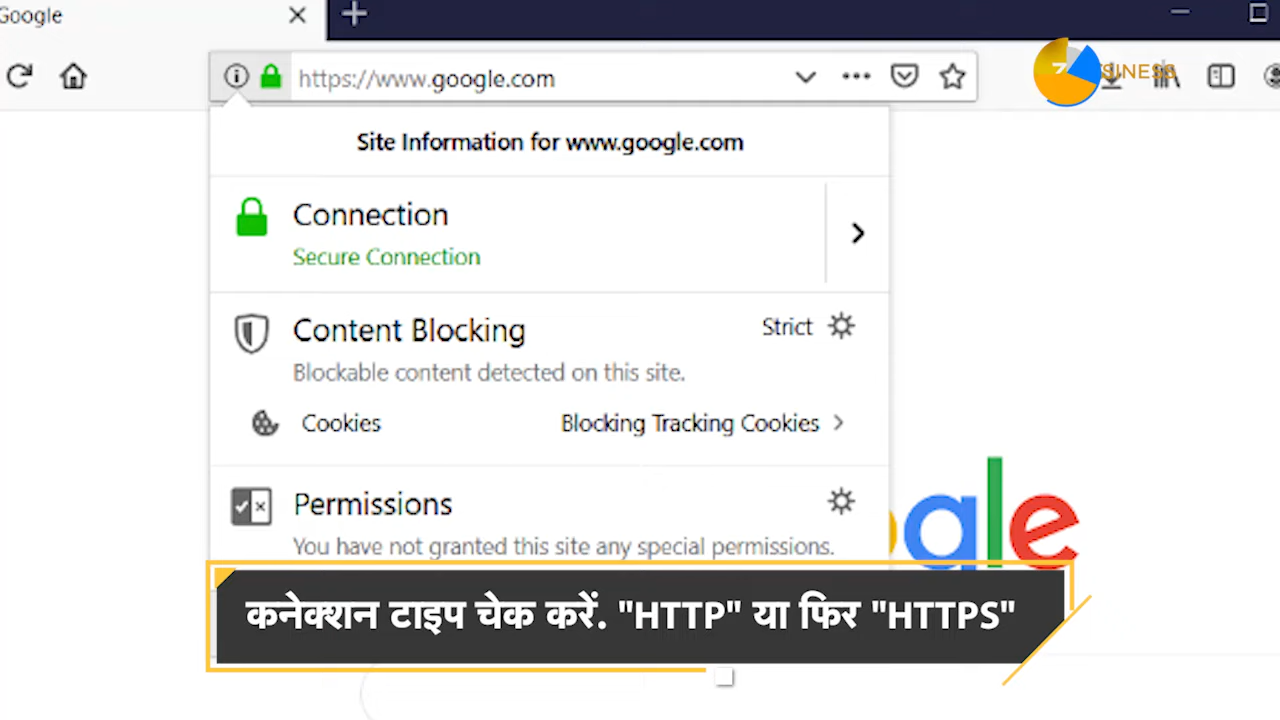 Google
https://www.google.com
SINESS
Site Information for www.google.com
Connection
Secure Connection
Content Blocking
Strict
Blockable content detected on this site.
Cookies
Blocking Tracking Cookies
Permissions
You have not granted this site any special permissions.
gle
कनेक्शन टाइप चेक करें. "HTTP" या फिर "HTTPS"